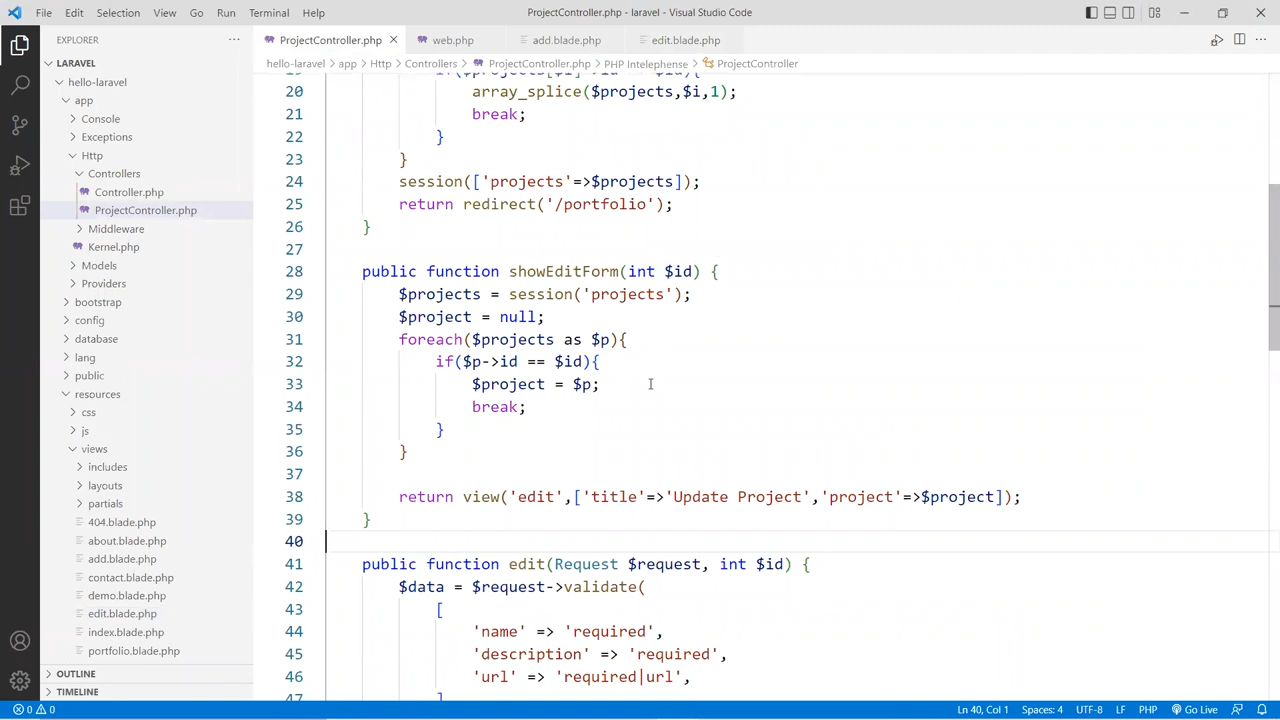 File Edit Selection View Go Run Terminal Help
ProjectController.php - laravel - Visual Studio Code
EXPLORER
LARAVEL
hello-laravel
app
Console
Exceptions
Http
Controllers
Controller.php
ProjectController.php
Middleware
Kernel.php
Models
Providers
bootstrap
config
database
lang
public
resources
css
js
views
includes
layouts
partials
404.blade.php
about.blade.php
add.blade.php
contact.blade.php
demo.blade.php
edit.blade.php
index.blade.php
portfolio.blade.php
OUTLINE
TIMELINE
ProjectController.php web.php add.blade.php edit.blade.php
hello-laravel > app > Http > Controllers > ProjectController.php > PHP Intelephense > ProjectController
20 array_splice($projects,$i,1);
21 break;
22 }
23 }
24 session(['projects'=>$projects]);
25 return redirect('/portfolio');
26 }
27
28 public function showEditForm(int $id) {
29 $projects = session('projects');
30 $project = null;
31 foreach($projects as $p){
32 if($p->id == $id){
33 $project = $p;
34 break;
35 }
36 }
37
38 return view('edit',['title'=>'Update Project','project'=>$project]);
39 }
40
41 public function edit(Request $request, int $id) {
42 $data = $request->validate(
43 [
44 'name' => 'required',
45 'description' => 'required',
46 'url' => 'required|url',
47 ]
0 0 Ln 40, Col 1 Spaces: 4 UTF-8 LF PHP Go Live